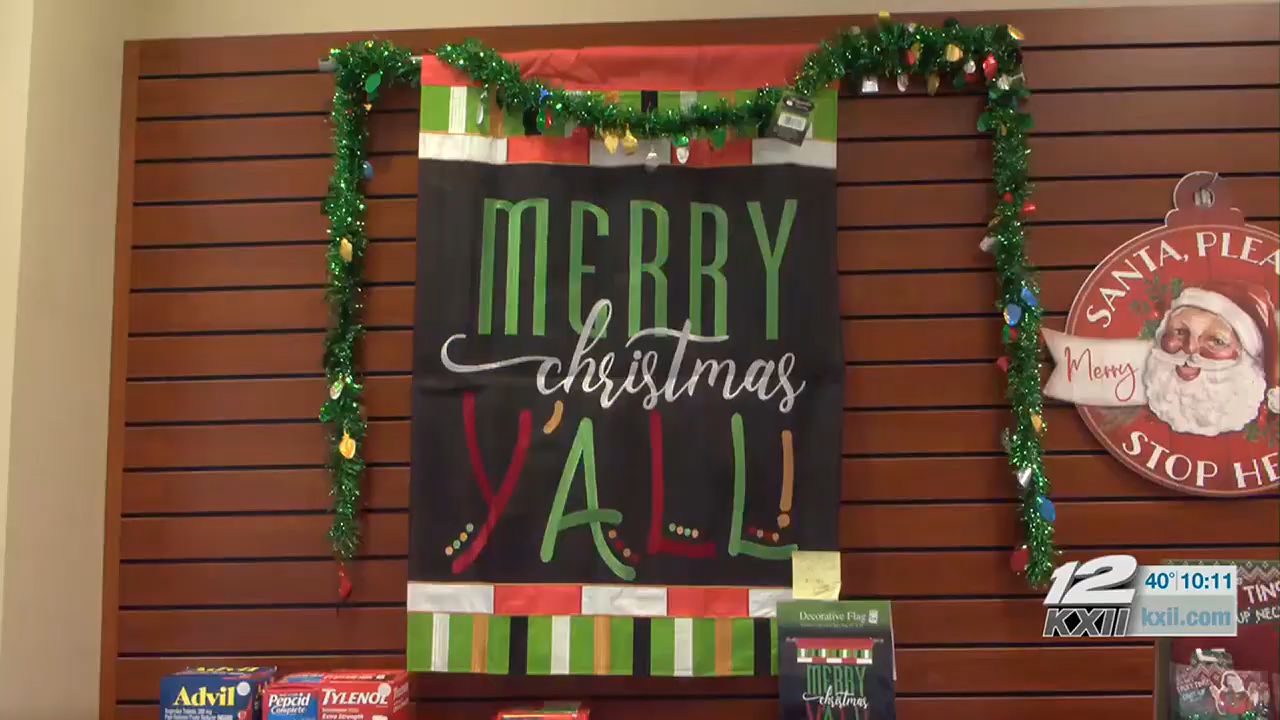 MERRY
christmas
Y'ALL!
SANTA, PLEA
Merry
STOP HE
12
KXII
40° 10:11
kxii.com
Decorative Flag
MERRY
christmas
Advil
Pepcid
Complete
TYLENOL
Extra Strength